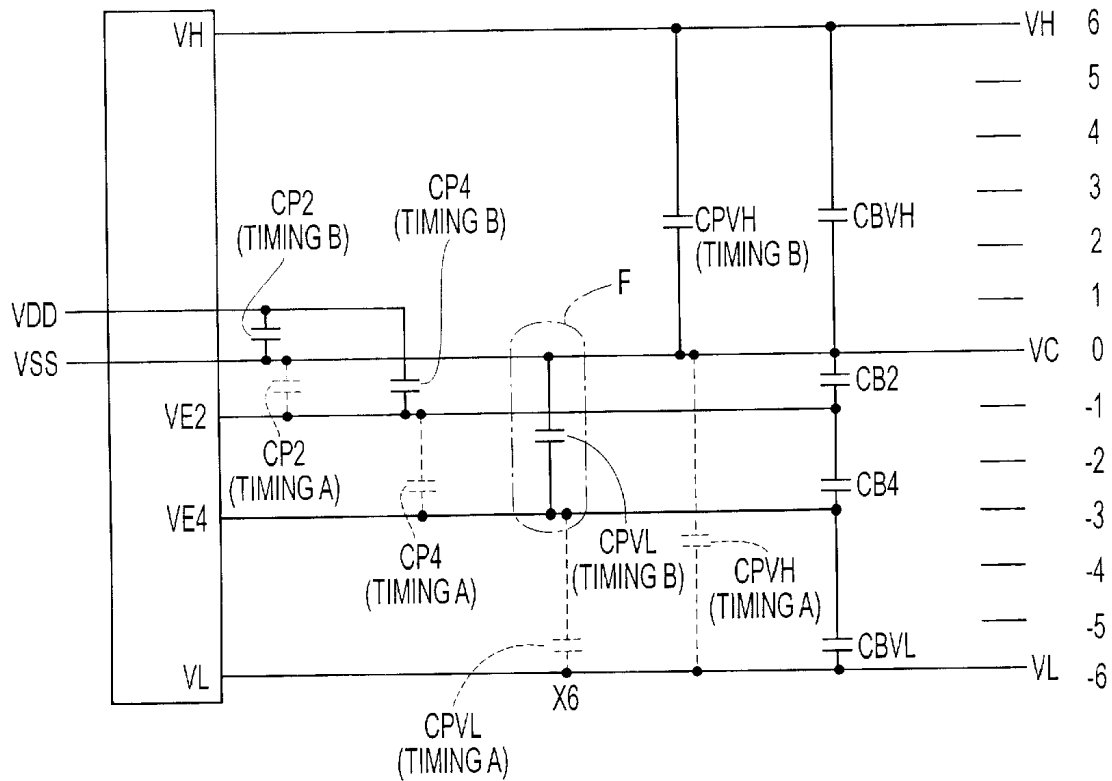 VH
VH 6
5
4
3
2
1
CP2
(TIMING B)
CP4
(TIMING B)
CPVH
(TIMING B)
CBVH
F
VDD
VSS
VC 0
CB2
VE2
-1
CP2
(TIMING A)
-2
CB4
VE4
-3
CP4
(TIMING A)
CPVL
(TIMING B)
CPVH
(TIMING A)
-4
-5
CBVL
VL
VL -6
X6
CPVL
(TIMING A)